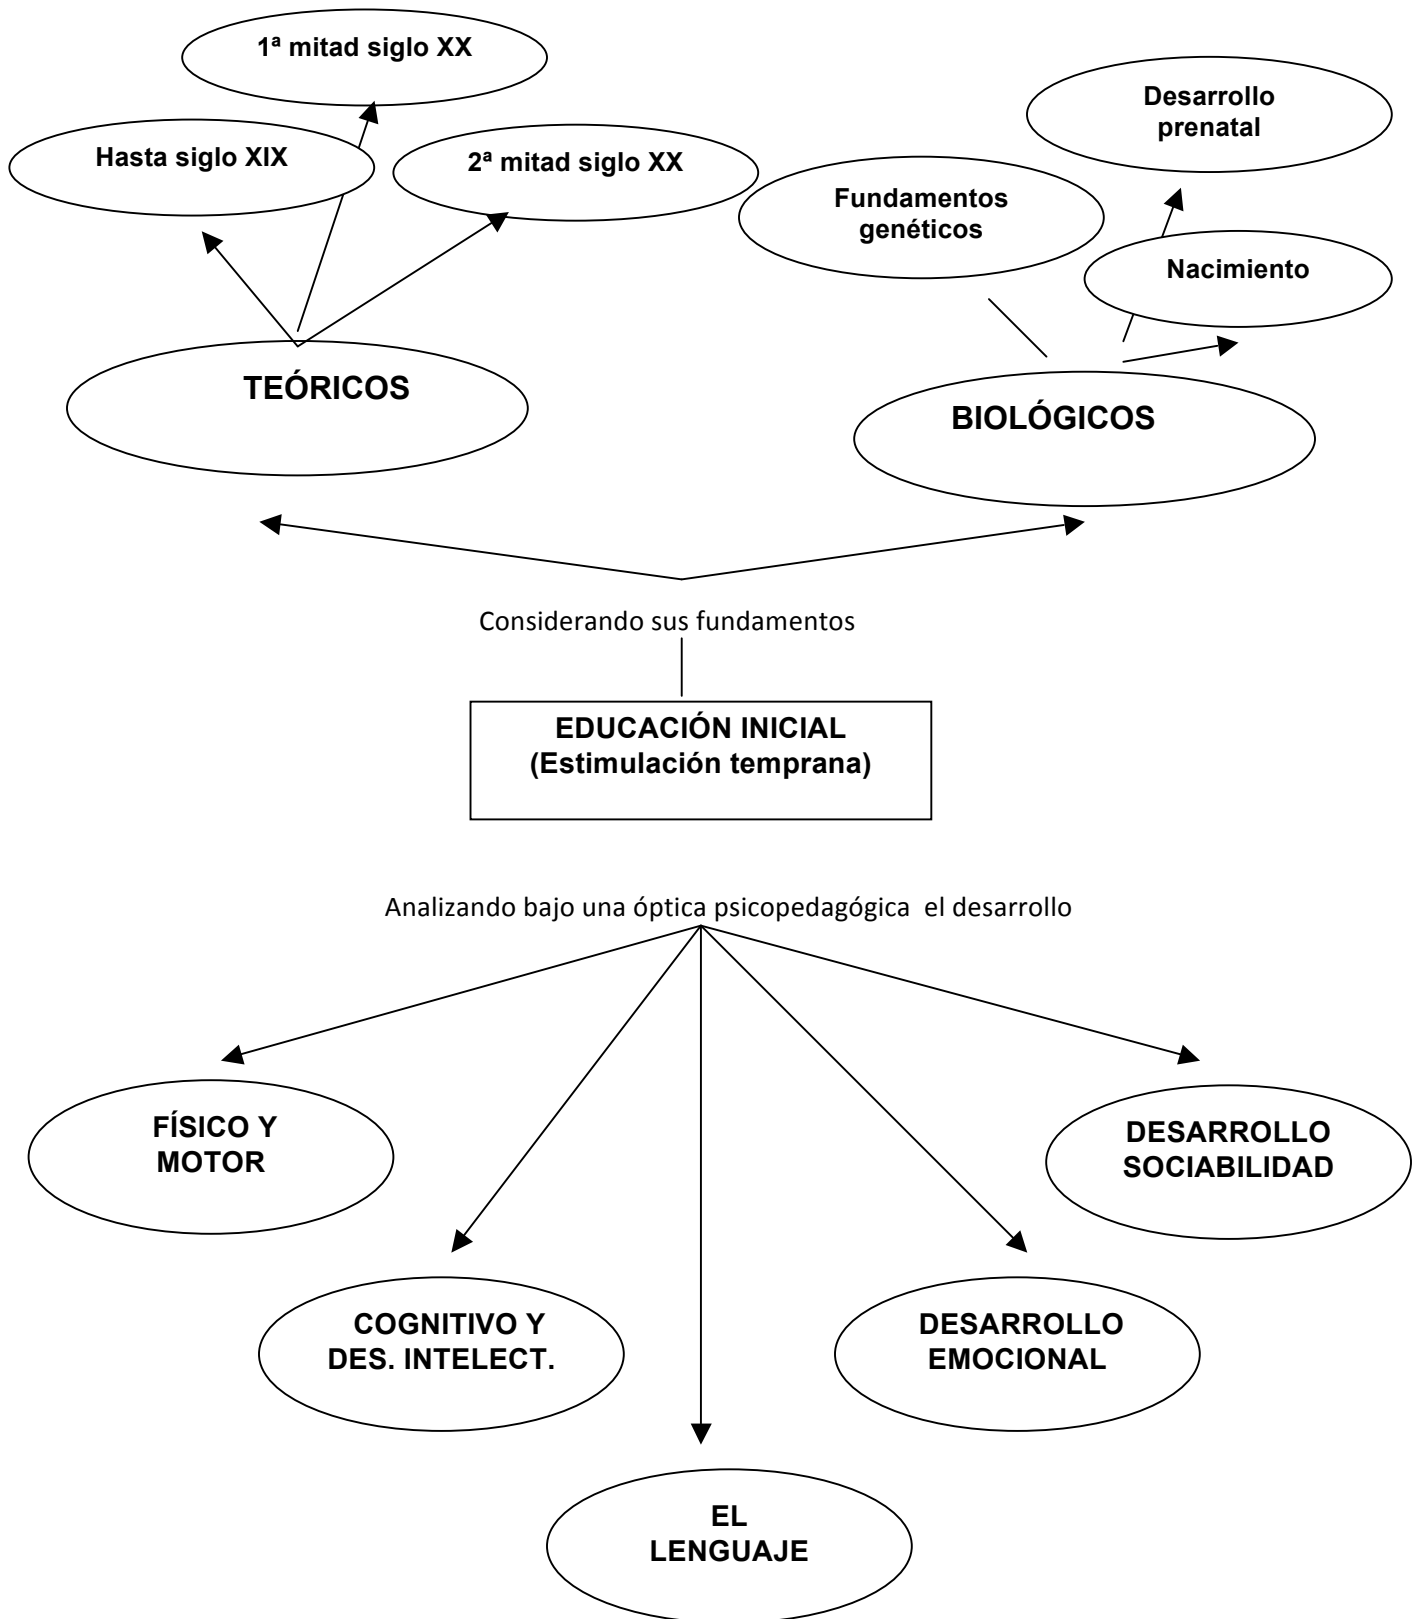 1ª mitad siglo XX
Hasta siglo XIX
2ª mitad siglo XX
Desarrollo
prenatal
Fundamentos
genéticos
Nacimiento
TEÓRICOS
BIOLÓGICOS
Considerando sus fundamentos
EDUCACIÓN INICIAL
(Estimulación temprana)
Analizando bajo una óptica psicopedagógica  el desarrollo
FÍSICO Y
MOTOR
DESARROLLO
SOCIABILIDAD
COGNITIVO Y
DES. INTELECT.
DESARROLLO
EMOCIONAL
EL
LENGUAJE